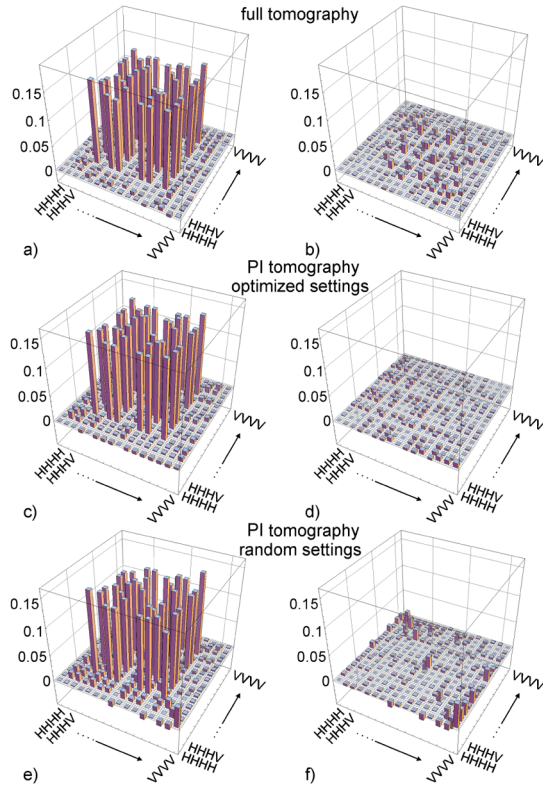 full tomography
0.15
0.1
0.05
0
HHHH
HHHV
...
VVVV
HHHH
HHHV
...
VVVV
a)
0.15
0.1
0.05
0
HHHH
HHHV
...
VVVV
HHHH
HHHV
...
VVVV
b)
PI tomography
optimized settings
0.15
0.1
0.05
0
HHHH
HHHV
...
VVVV
HHHH
HHHV
...
VVVV
c)
0.15
0.1
0.05
0
HHHH
HHHV
...
VVVV
HHHH
HHHV
...
VVVV
d)
PI tomography
random settings
0.15
0.1
0.05
0
HHHH
HHHV
...
VVVV
HHHH
HHHV
...
VVVV
e)
0.15
0.1
0.05
0
HHHH
HHHV
...
VVVV
HHHH
HHHV
...
VVVV
f)